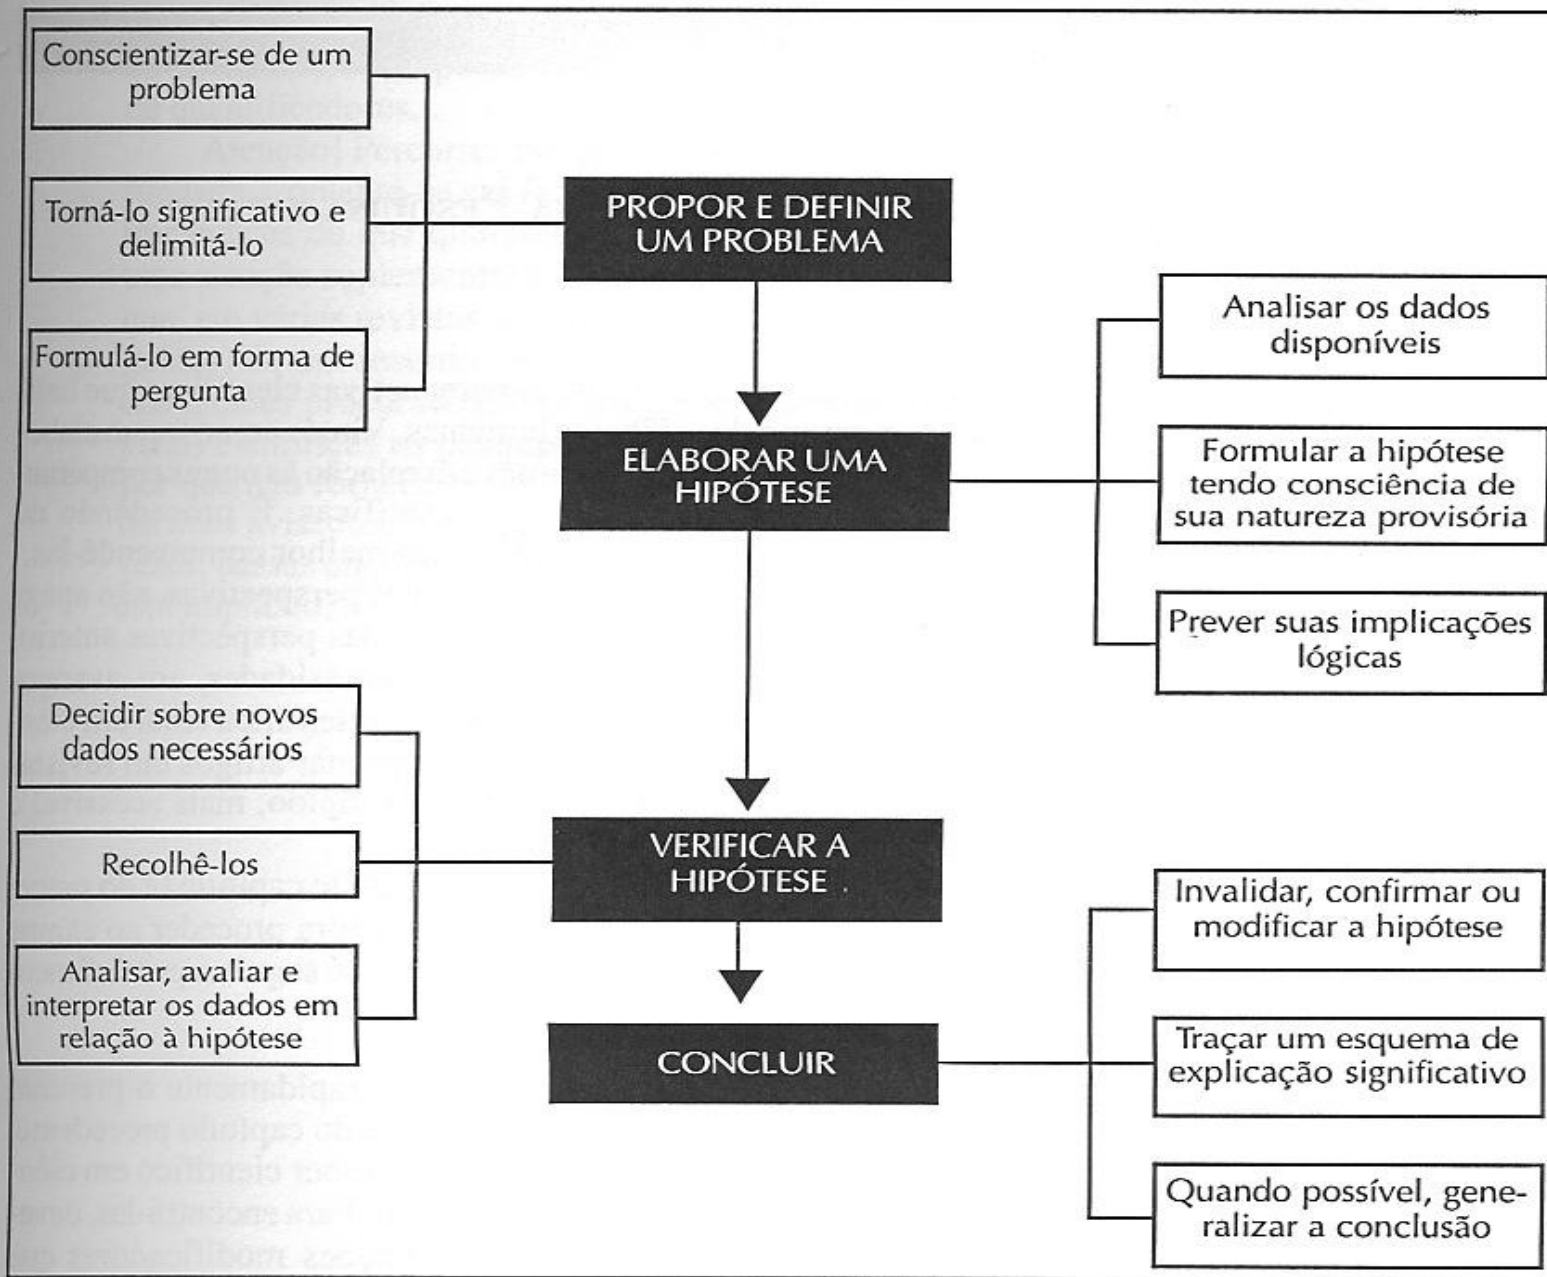 Conscientizar-se de um
problema
Torná-lo significativo e
delimitá-lo
Formulá-lo em forma de
pergunta
PROPOR E DEFINIR
UM PROBLEMA
Analisar os dados
disponíveis
Formular a hipótese
tendo consciência de
sua natureza provisória
Prever suas implicações
lógicas
ELABORAR UMA
HIPÓTESE
Decidir sobre novos
dados necessários
Recolhê-los
Analisar, avaliar e
interpretar os dados em
relação à hipótese
VERIFICAR A
HIPÓTESE
Invalidar, confirmar ou
modificar a hipótese
Traçar um esquema de
explicação significativo
Quando possível, gene-
ralizar a conclusão
CONCLUIR